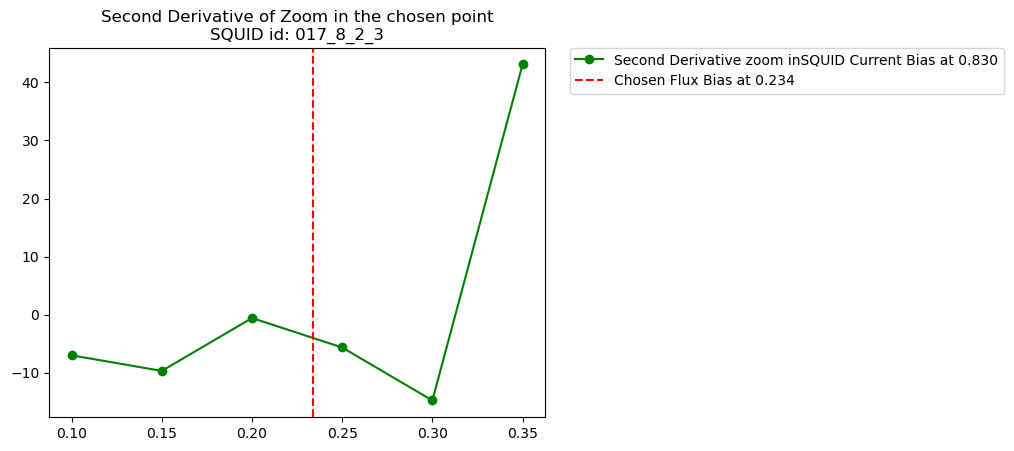 Second Derivative of Zoom in the chosen point
SQUID id: 017_8_2_3
Second Derivative zoom inSQUID Current Bias at 0.830
Chosen Flux Bias at 0.234
40
30
20
10
0
−10
0.10 0.15 0.20 0.25 0.30 0.35